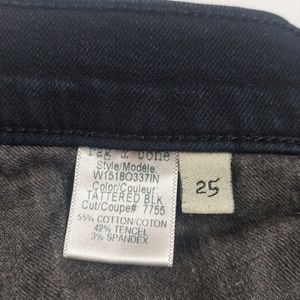 rag & bone
Style/Modèle
W1518O337IN
Color/Couleur
TATTERED BLK
Cut/Coupe# 7755
55% COTTON/COTON
42% TENCEL
3% SPANDEX
25